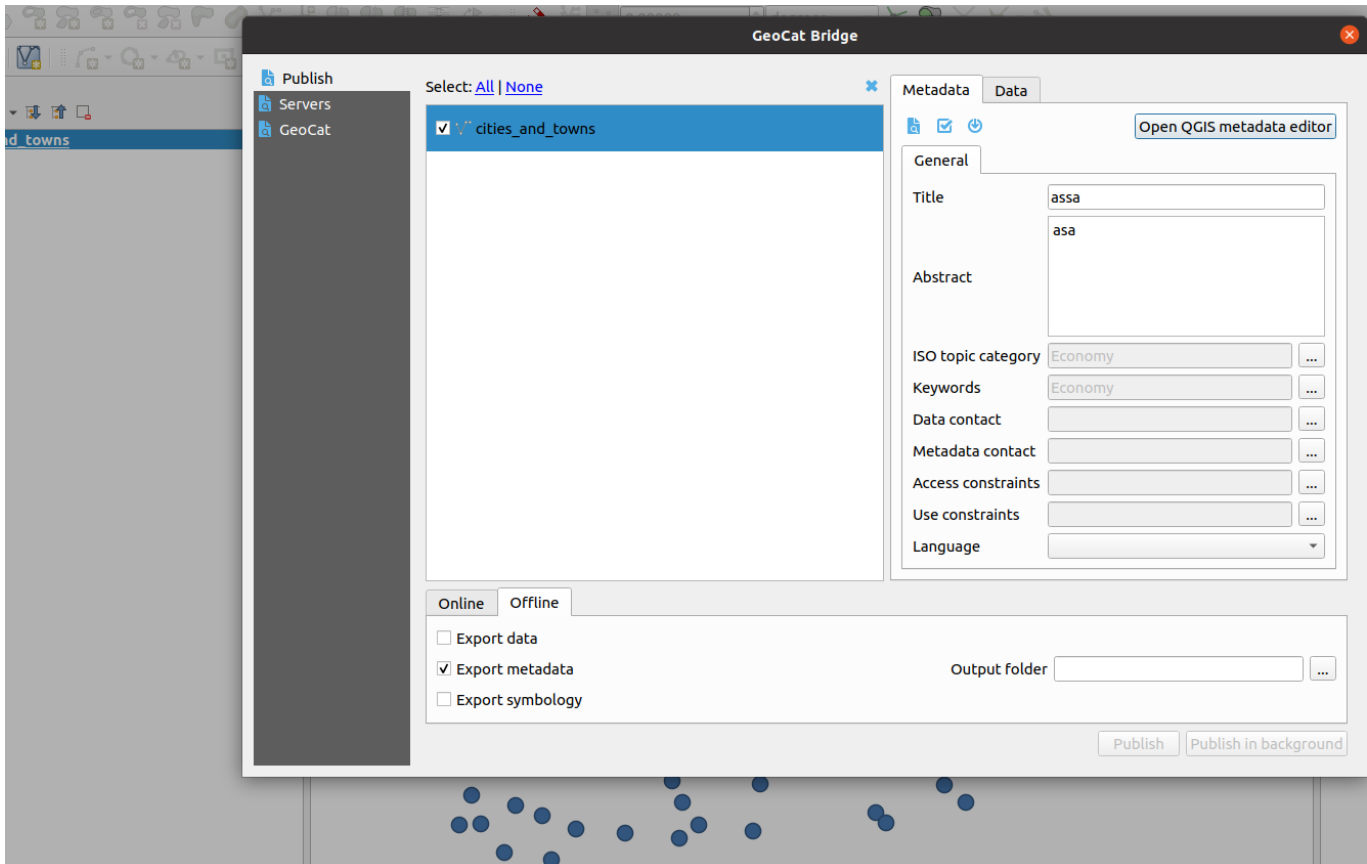 GeoCat Bridge
Publish
Servers
GeoCat
nd_towns
Select: All | None
cities_and_towns
Metadata
Data
Open QGIS metadata editor
General
Title
assa
Abstract
asa
ISO topic category
Economy
...
Keywords
Economy
...
Data contact
...
Metadata contact
...
Access constraints
...
Use constraints
...
Language
Online
Offline
Export data
Export metadata
Output folder
...
Export symbology
Publish
Publish in background